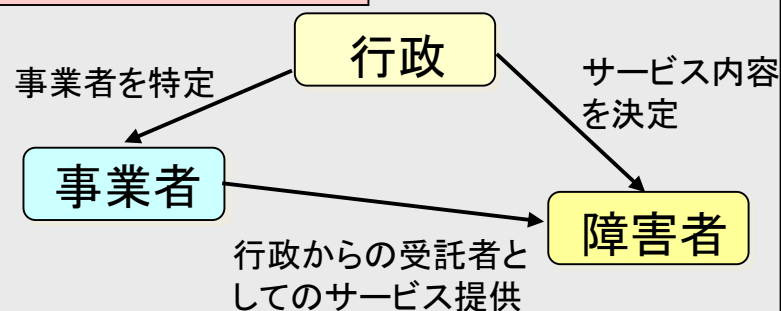 行政
事業者を特定
サービス内容
を決定
事業者
障害者
行政からの受託者と
してのサービス提供